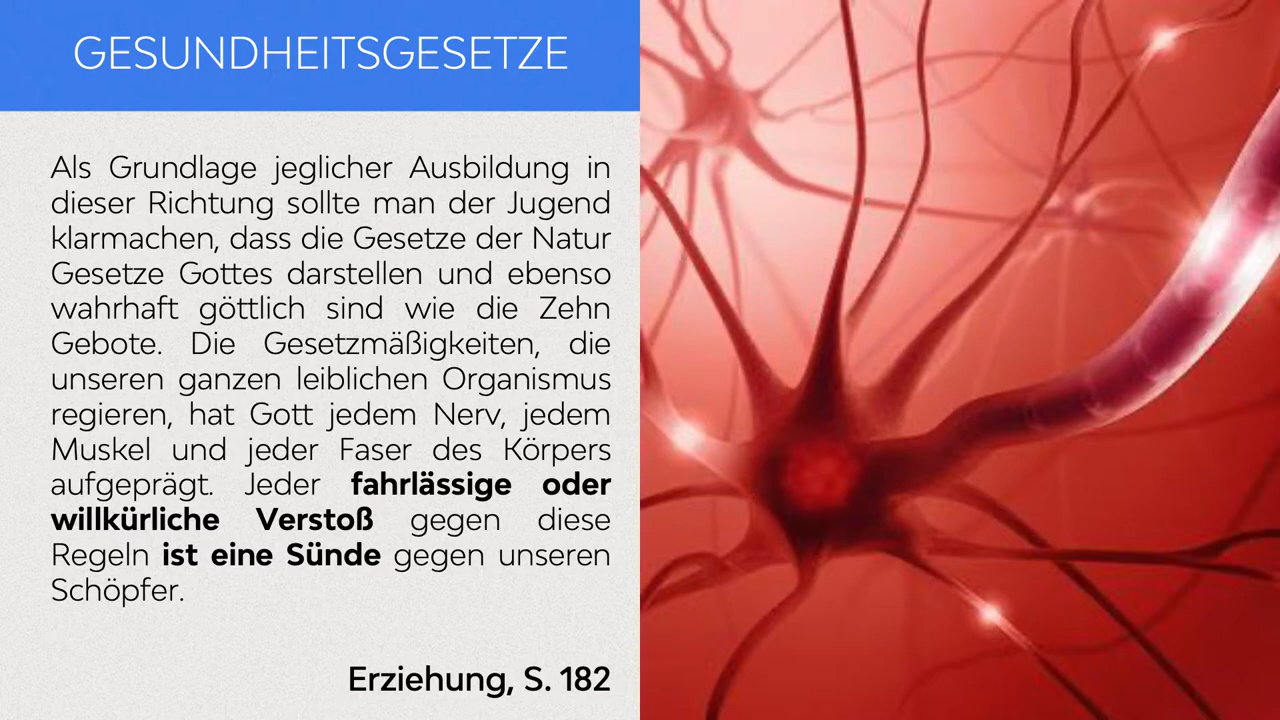 GESUNDHEITSGESETZE
Als Grundlage jeglicher Ausbildung in
dieser Richtung sollte man der Jugend
klarmachen, dass die Gesetze der Natur
Gesetze Gottes darstellen und ebenso
wahrhaft göttlich sind wie die Zehn
Gebote. Die Gesetzmäßigkeiten, die
unseren ganzen leiblichen Organismus
regieren, hat Gott jedem Nerv, jedem
Muskel und jeder Faser des Körpers
aufgeprägt. Jeder fahrlässige oder
willkürliche Verstoß gegen diese
Regeln ist eine Sünde gegen unseren
Schöpfer.
Erziehung, S. 182